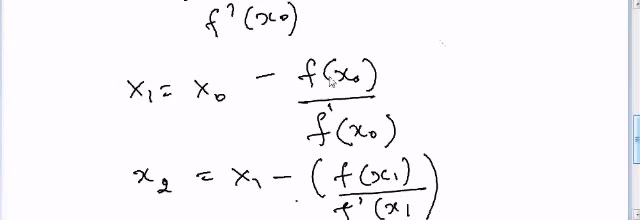 f'(x₀)
x₁ = x₀ - f(x₀) / f'(x₀)
x₂ = x₁ - ( f(x₁) / f'(x₁ )